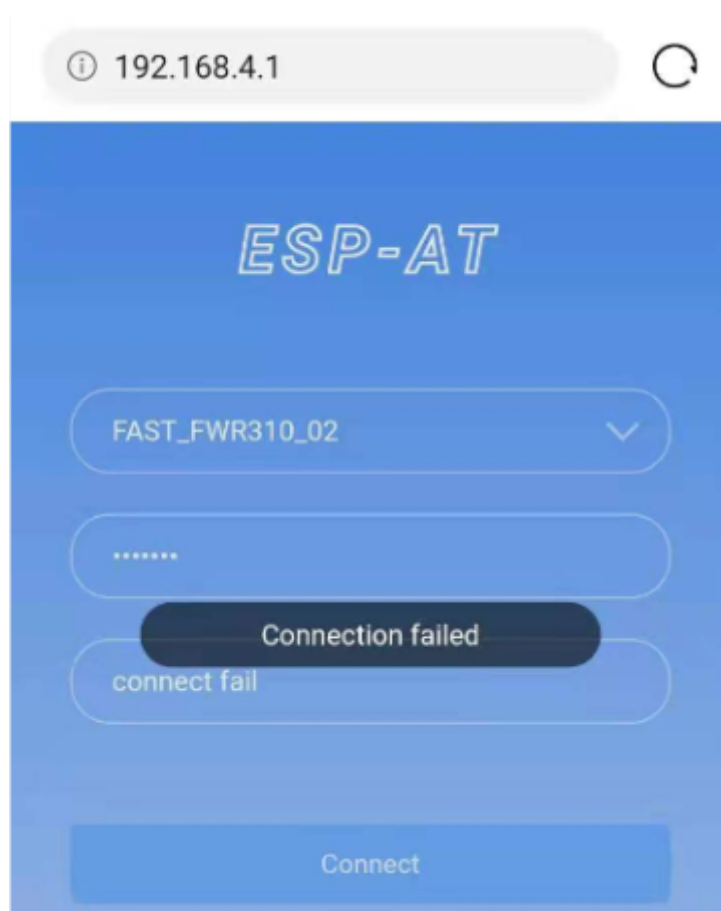 192.168.4.1
ESP-AT
FAST_FWR310_02
•••••••
Connection failed
connect fail
Connect